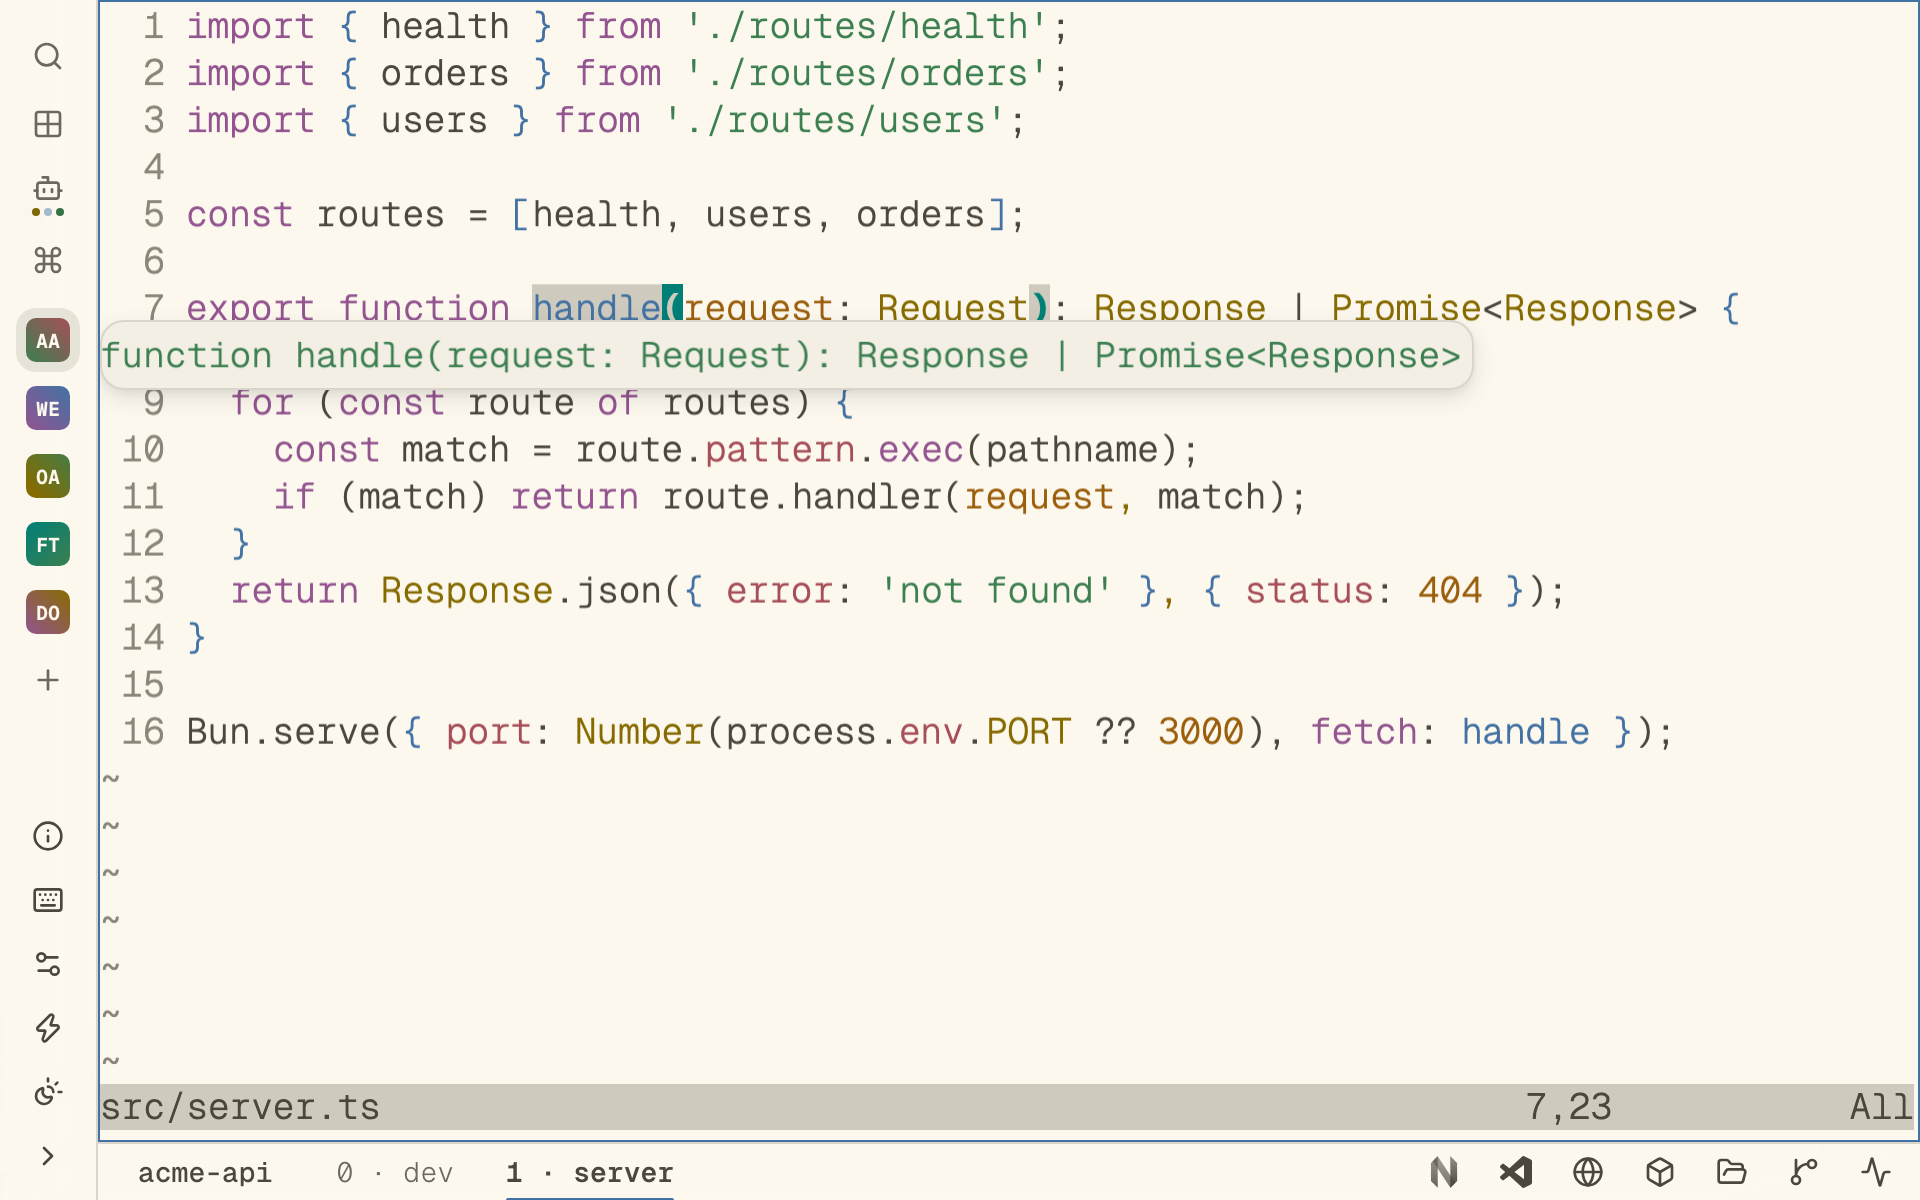 1 import { health } from './routes/health';
2 import { orders } from './routes/orders';
3 import { users } from './routes/users';
4
5 const routes = [health, users, orders];
6
7 export function handle(request: Request): Response | Promise<Response> {
function handle(request: Request): Response | Promise<Response>
9   for (const route of routes) {
10     const match = route.pattern.exec(pathname);
11     if (match) return route.handler(request, match);
12   }
13   return Response.json({ error: 'not found' }, { status: 404 });
14 }
15
16 Bun.serve({ port: Number(process.env.PORT ?? 3000), fetch: handle });
~
~
~
~
~
~
~
src/server.ts 7,23 All
AA
WE
OA
FT
DO
acme-api 0 · dev 1 · server